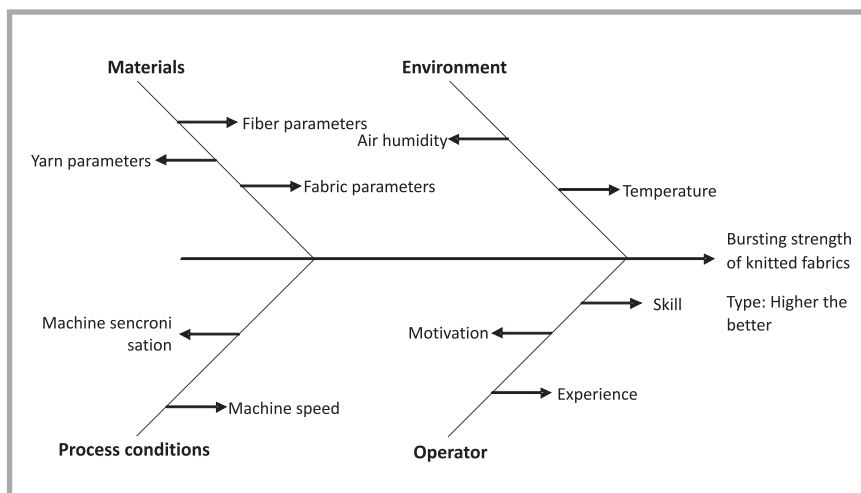 Materials
Environment
Fiber parameters
Air humidity
Yarn parameters
Fabric parameters
Temperature
Bursting strength
of knitted fabrics
Type: Higher the
better
Skill
Machine sencroni
sation
Motivation
Machine speed
Experience
Process conditions
Operator